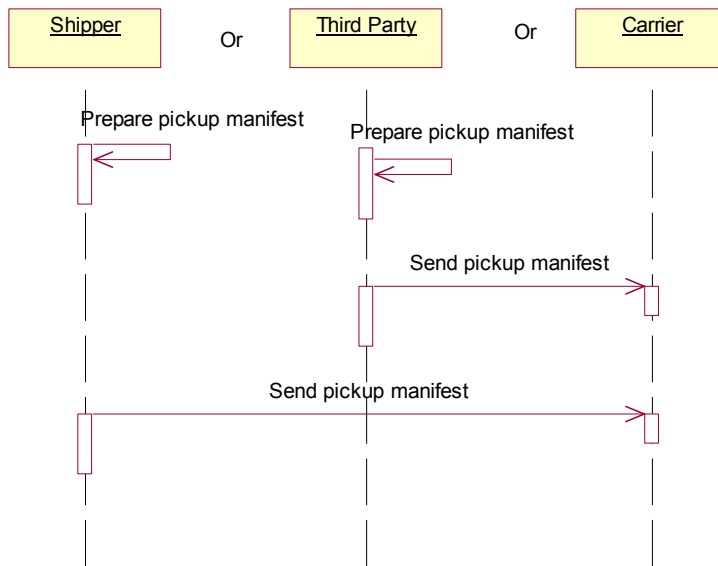 Shipper
Or
Third Party
Or
Carrier
Prepare pickup manifest
Prepare pickup manifest
Send pickup manifest
Send pickup manifest